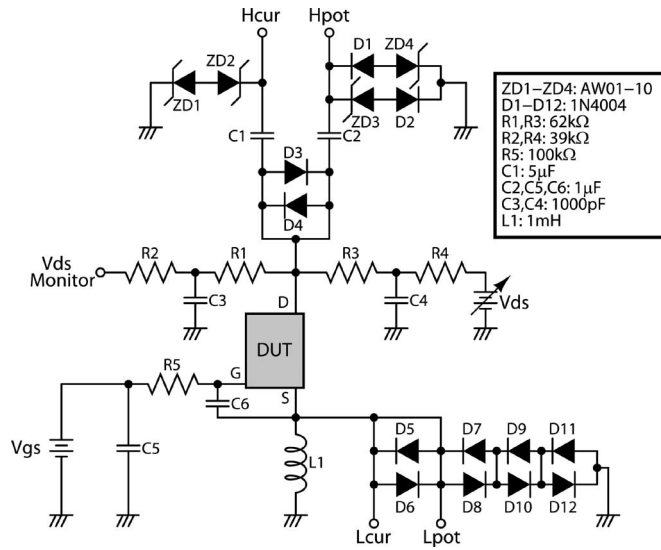 Hcur
Hpot
D1
ZD4
ZD2
ZD1
ZD3
D2
C1
C2
D3
D4
ZD1-ZD4: AW01-10
D1-D12: 1N4004
R1,R3: 62kΩ
R2,R4: 39kΩ
R5: 100kΩ
C1: 5μF
C2,C5,C6: 1μF
C3,C4: 1000pF
L1: 1mH
Vds
Monitor
R2
R1
R3
R4
C3
C4
Vds
D
DUT
G
S
R5
C6
Vgs
C5
L1
D5
D7
D9
D11
D6
D8
D10
D12
Lcur
Lpot